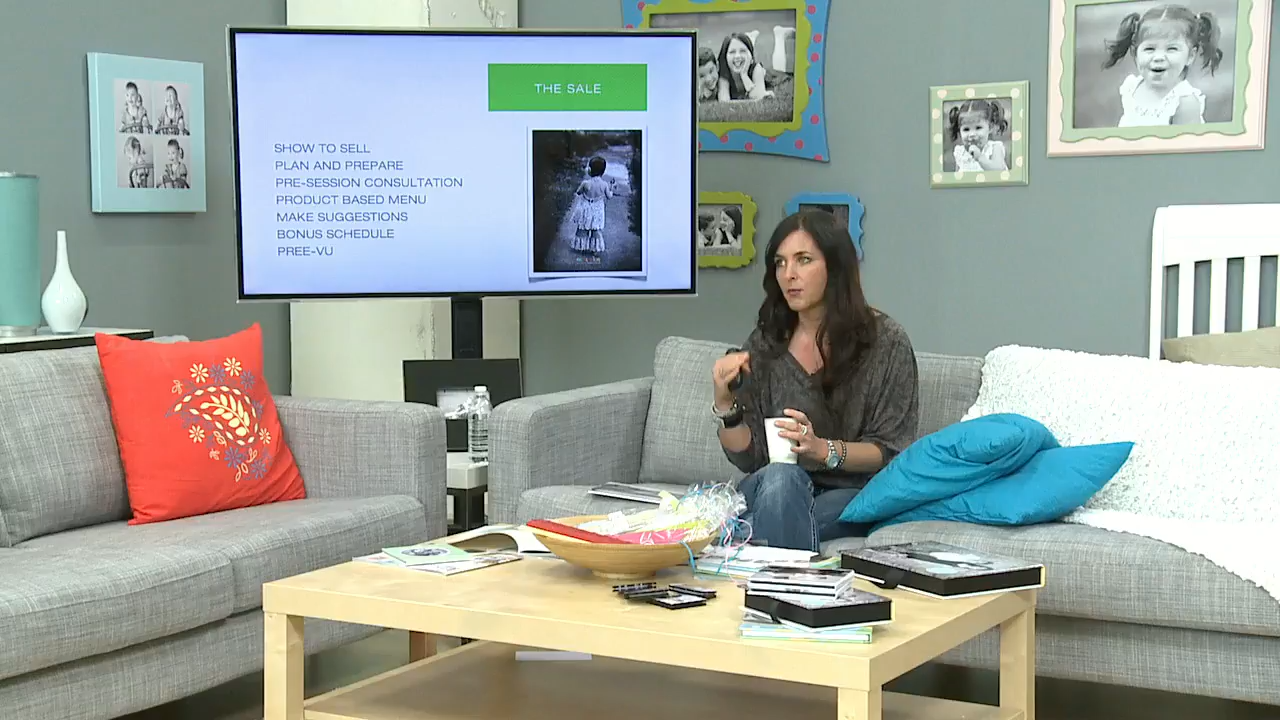 THE SALE
SHOW TO SELL
PLAN AND PREPARE
PRE-SESSION CONSULTATION
PRODUCT BASED MENU
MAKE SUGGESTIONS
BONUS SCHEDULE
PREE-VU